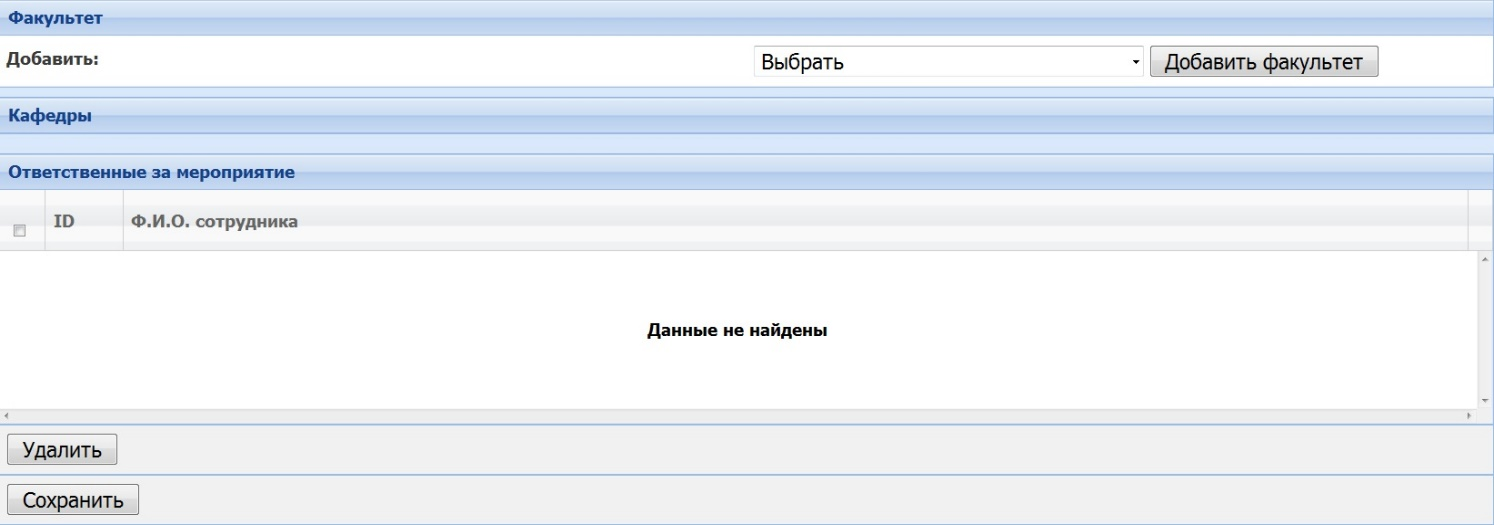 Факультет
Добавить: Выбрать Добавить факультет
Кафедры
Ответственные за мероприятие
ID Ф.И.О. сотрудника
Данные не найдены
Удалить
Сохранить